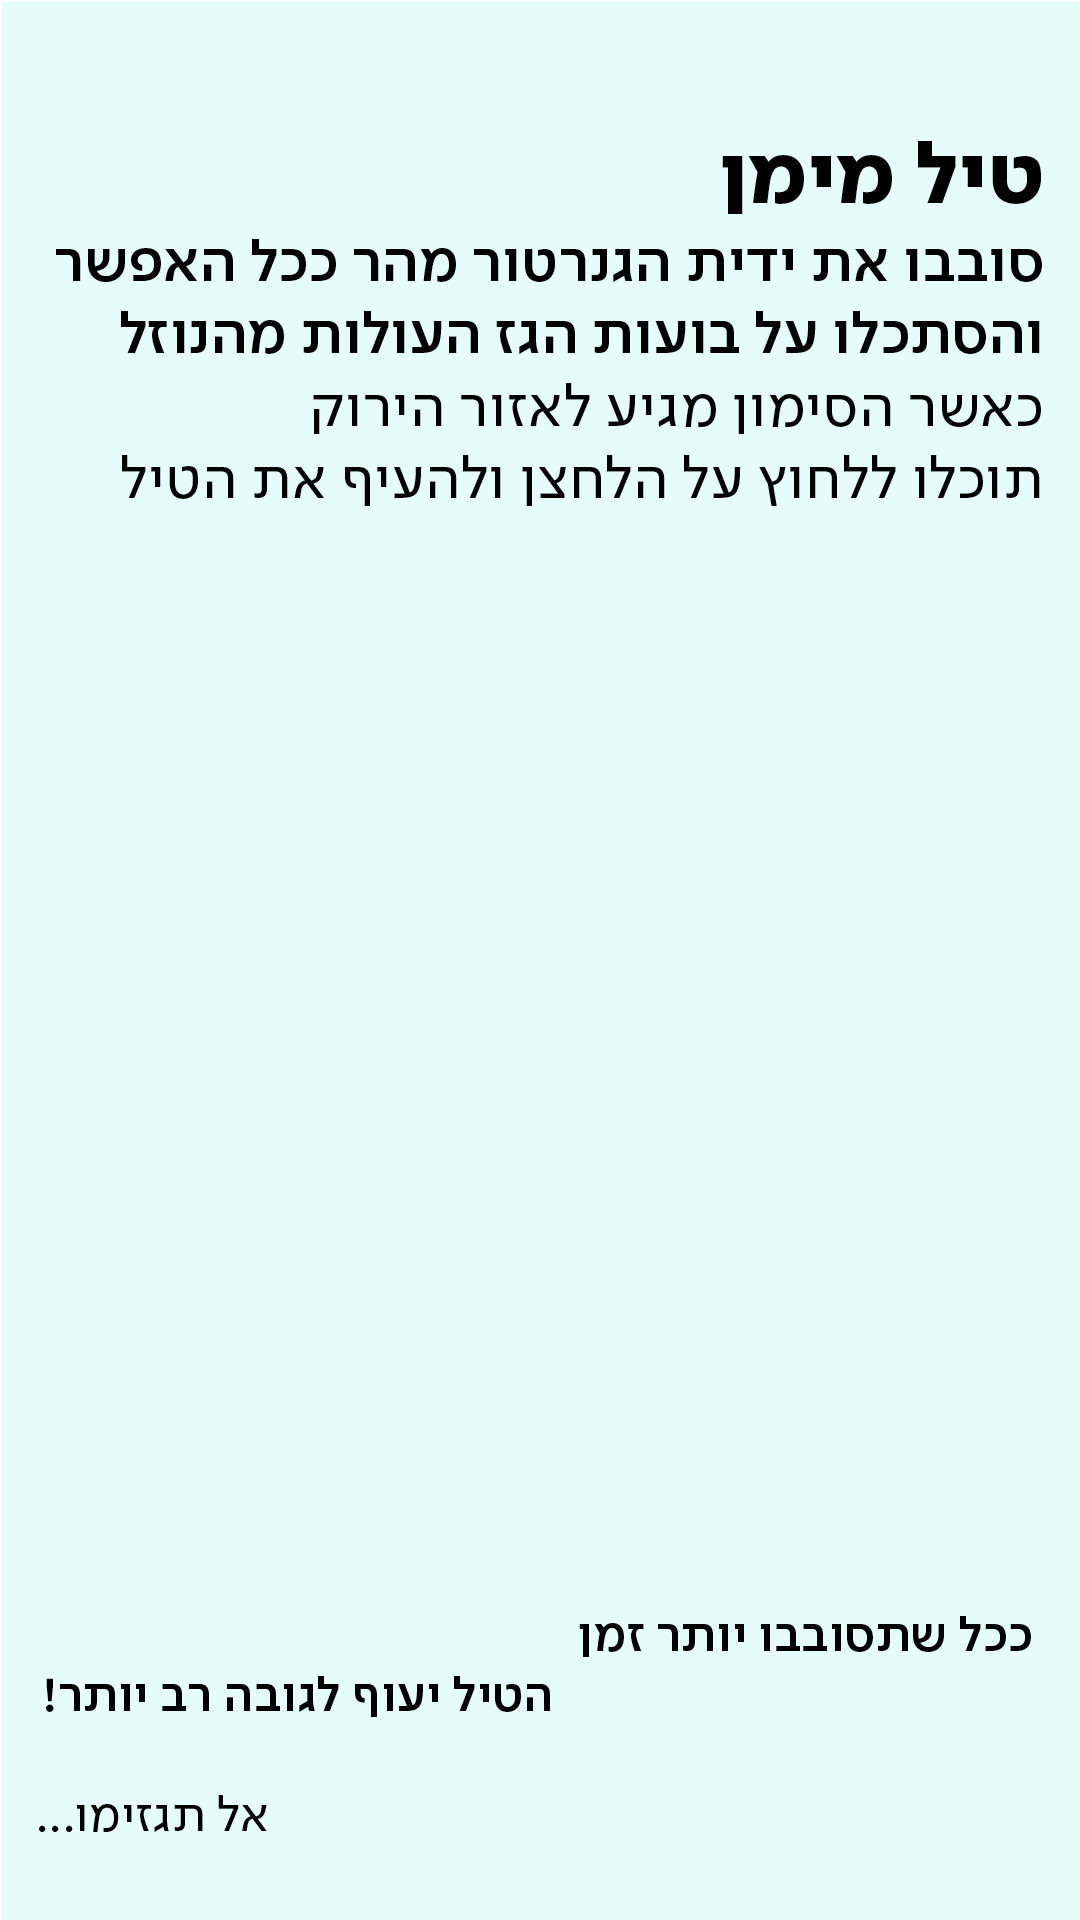 טיל מימן
סובבו את ידית הגנרטור מהר ככל האפשר
והסתכלו על בועות הגז העולות מהנוזל
כאשר הסימון מגיע לאזור הירוק
תוכלו ללחוץ על הלחצן ולהעיף את הטיל
ככל שתסובבו יותר זמן
הטיל יעוף לגובה רב יותר!
אל תגזימו...